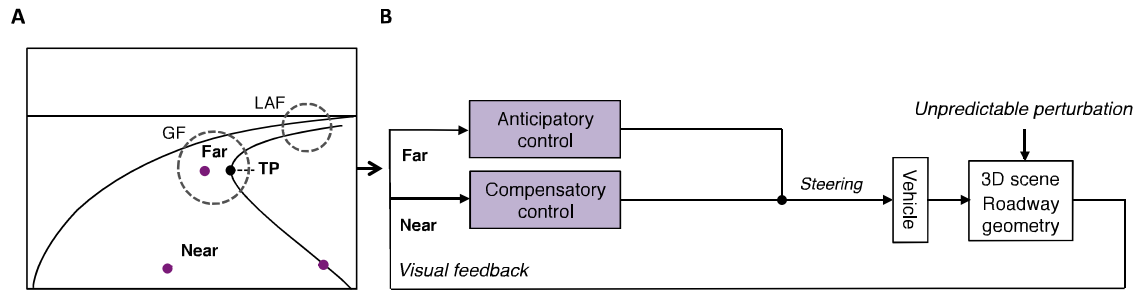 A
B
LAF
GF
Far
TP
Near
Far
Near
Visual feedback
Anticipatory
control
Compensatory
control
Steering
Vehicle
Unpredictable perturbation
3D scene
Roadway
geometry